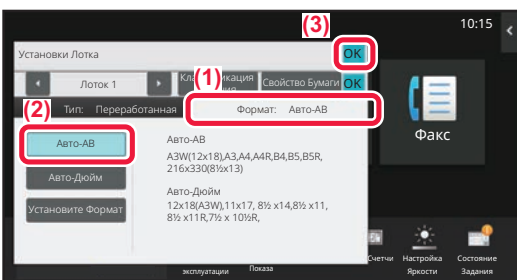 (3)
10:15
Установки Лотка
OK
Лоток 1
(1)
Свойство Бумаги
OK
(2)
Тип: Переработанная
Формат: Авто-AB
Факс
Авто-AB
Авто-Дюйм
Установите Формат
Авто-AB
A3W(12x18),A3,A4,A4R,B4,B5,B5R,
216x330(8½x13)
Авто-Дюйм
12x18(A3W),11x17, 8½ x14,8½ x11,
8½ x11R,7½ x 10½R,
эксплуатации
Показа
Счетчи
Настройка
Яркости
Состояние
Задания